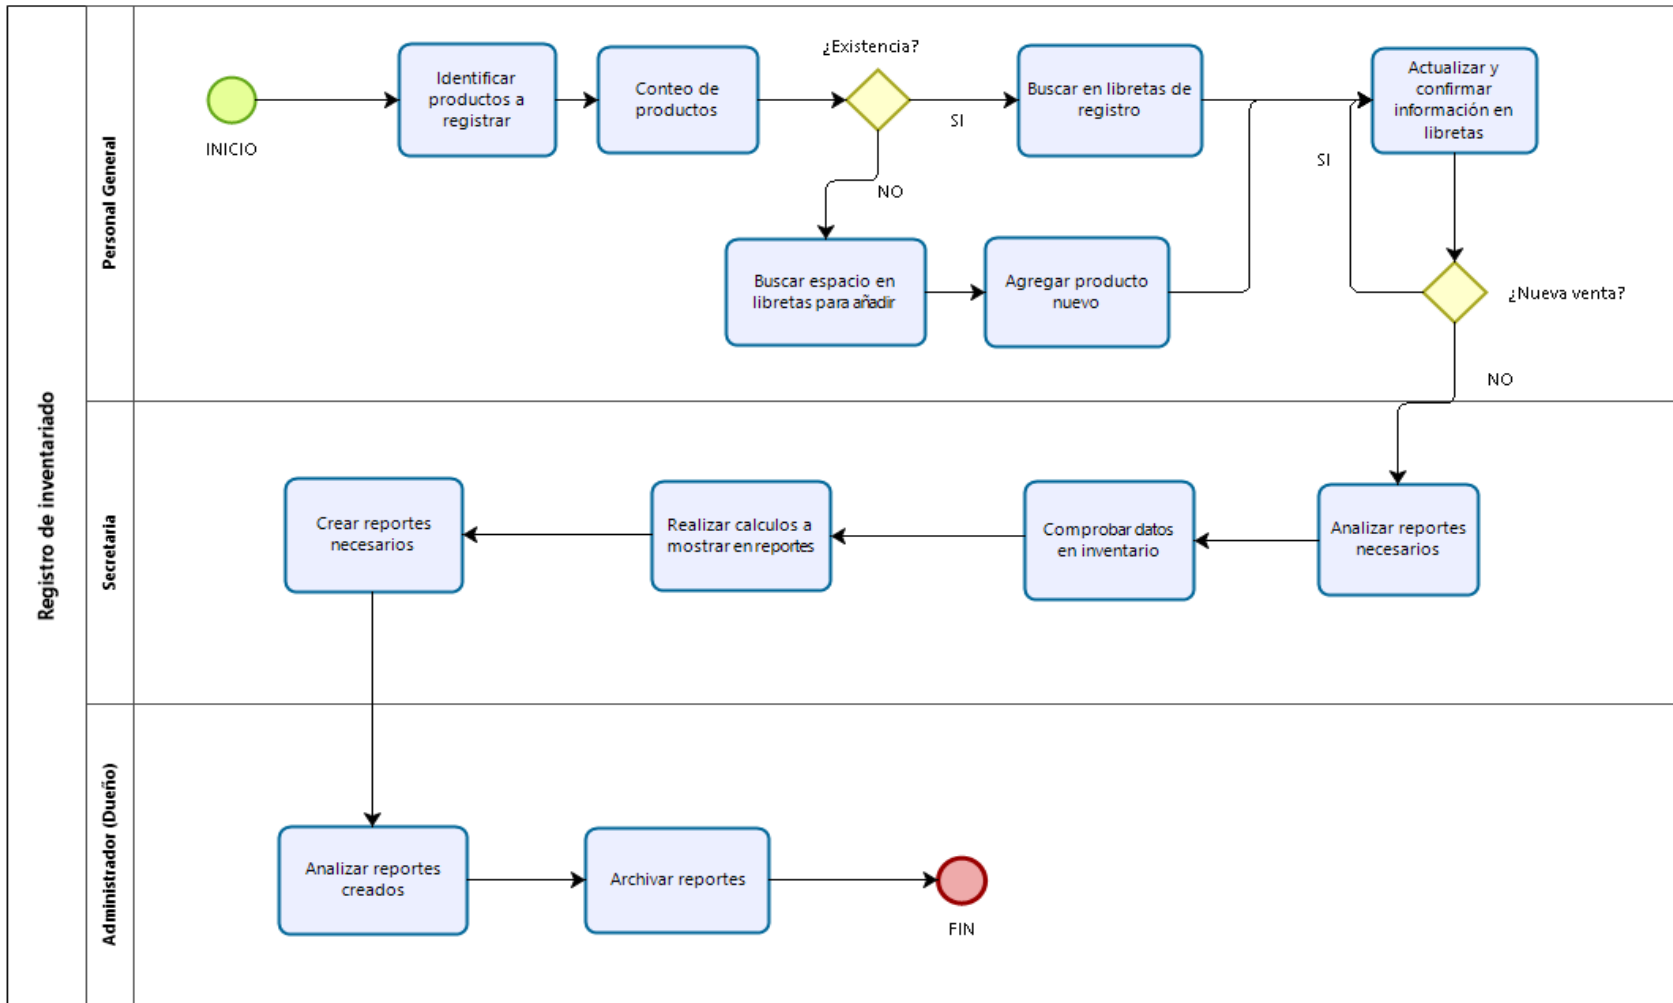 Registro de inventariado
Personal General
INICIO
Identificar
productos a
registrar
Conteo de
productos
¿Existencia?
SI
NO
Buscar en libretas de
registro
Buscar espacio en
libretas para añadir
Agregar producto
nuevo
SI
Actualizar y
confirmar
información en
libretas
¿Nueva venta?
NO
Secretaria
Analizar reportes
necesarios
Comprobar datos
en inventario
Realizar calculos a
mostrar en reportes
Crear reportes
necesarios
Administrador (Dueño)
Analizar reportes
creados
Archivar reportes
FIN